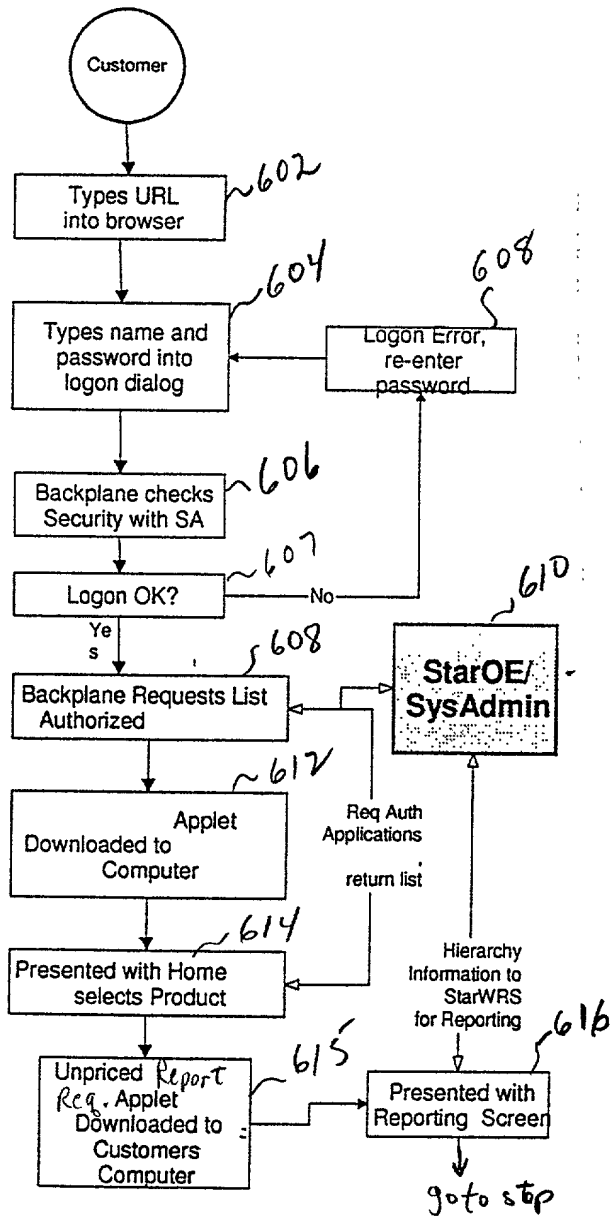 Customer
602
Types URL
into browser
604
Types name and
password into
logon dialog
608
Logon Error,
re-enter
password
606
Backplane checks
Security with SA
607
Logon OK?
No
Ye
s
608
Backplane Requests List
Authorized
610
StarOE/
SysAdmin
612
Applet
Downloaded to
Computer
Req Auth
Applications
return list
614
Presented with Home
selects Product
Hierarchy
Information to
StarWRS
for Reporting
615
Unpriced Report
Req. Applet
Downloaded to
Customers
Computer
616
Presented with
Reporting Screen
go to stop